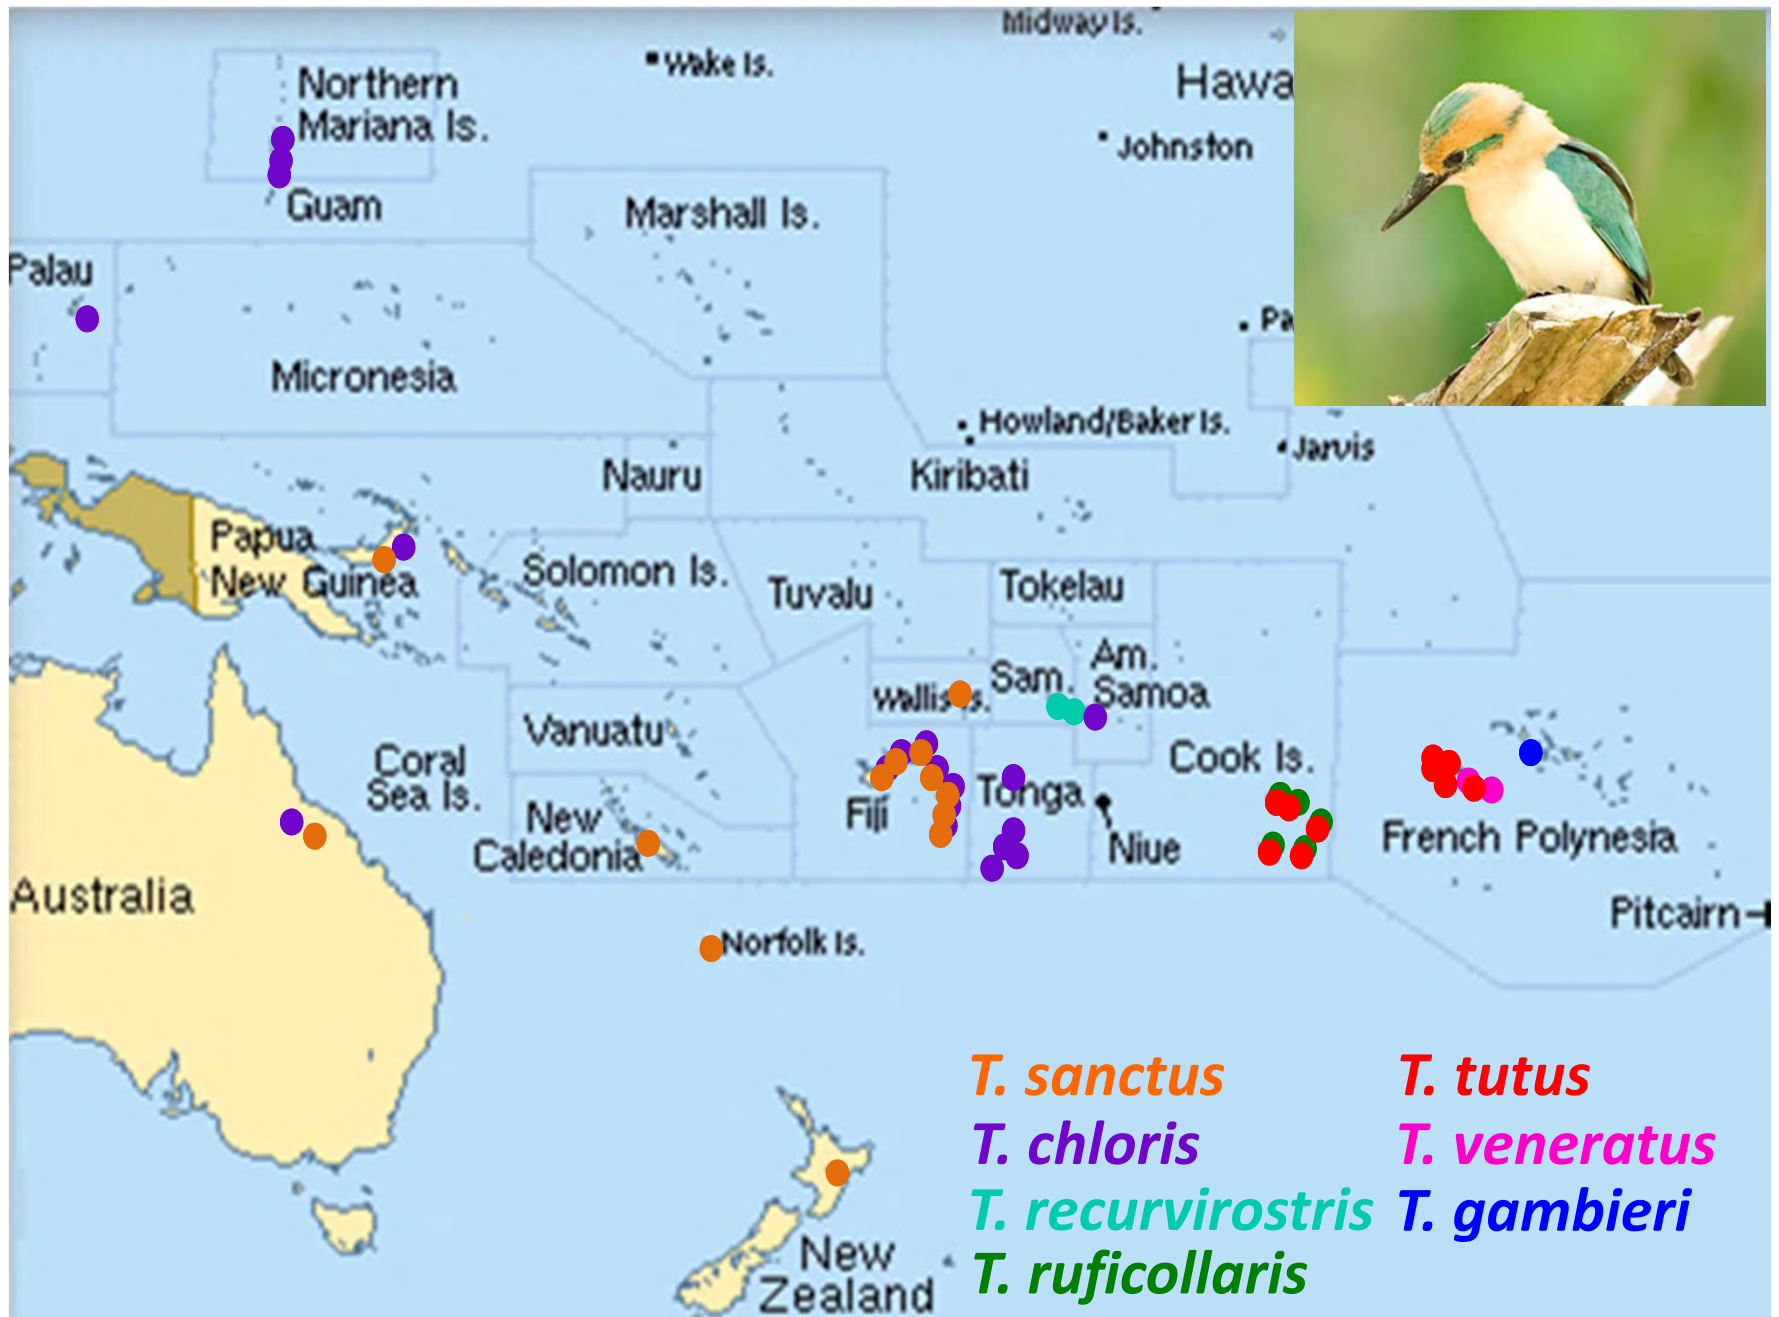 Midway Is.
Wake Is.
Hawa
Northern
Mariana Is.
Johnston
Guam
Marshall Is.
Palau
Pa
Micronesia
Howland/Baker Is.
Jarvis
Nauru
Kiribati
Papua
New Guinea
Solomon Is.
Tuvalu
Tokelau
Am.
Samoa
Sam.
Wallis Is.
Vanuatu
Coral
Sea Is.
Cook Is.
Fiji
Tonga
New
Caledonia
Niue
French Polynesia
Australia
Pitcairn
Norfolk Is.
New
Zealand
T. sanctus
T. chloris
T. recurvirostris
T. ruficollaris
T. tutus
T. veneratus
T. gambieri